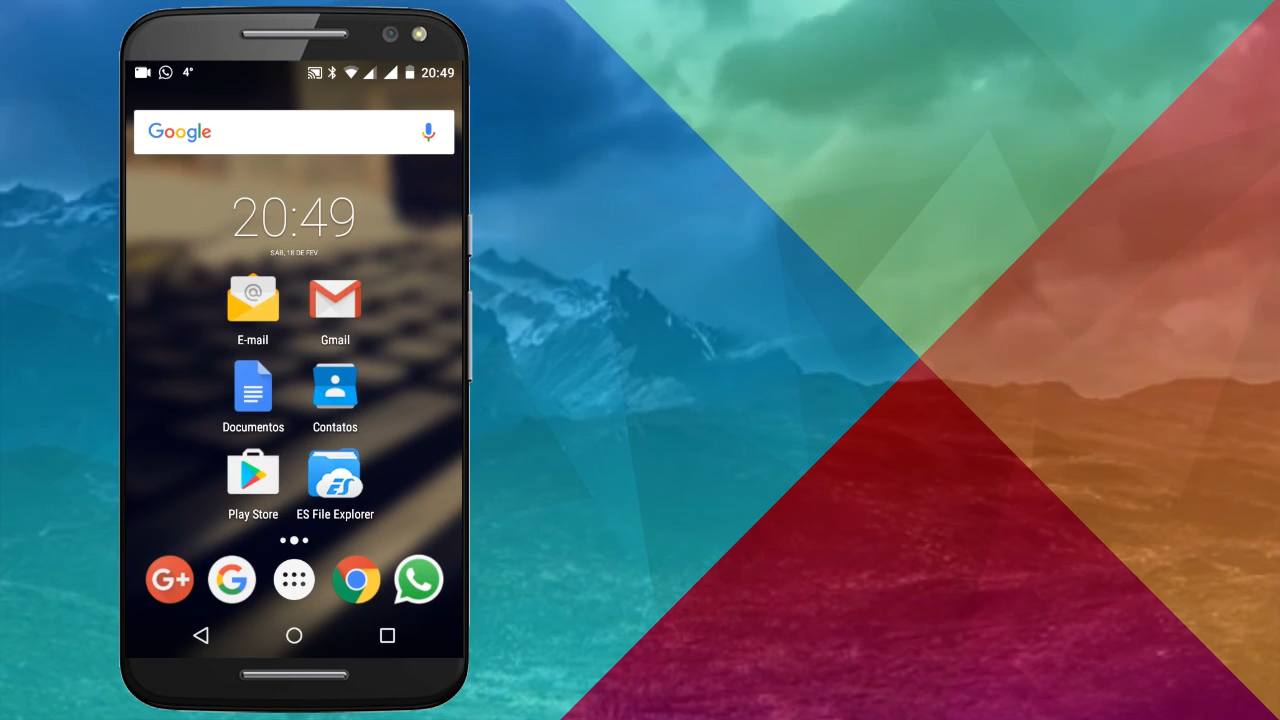 4° 20:49
Google
20:49
SÁB, 18 DE FEV
E-mail Gmail
Documentos Contatos
ES
Play Store ES File Explorer
G+ G